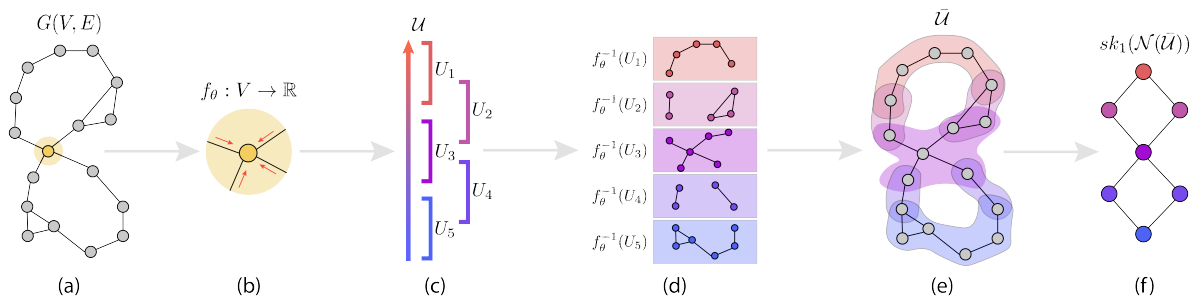 G(V, E)
(a)
f_θ : V → ℝ
(b)
𝒰
U_1
U_2
U_3
U_4
U_5
(c)
f_θ^{-1}(U_1)
f_θ^{-1}(U_2)
f_θ^{-1}(U_3)
f_θ^{-1}(U_4)
f_θ^{-1}(U_5)
(d)
𝒰̄
(e)
sk_1(𝒩(𝒰̄))
(f)